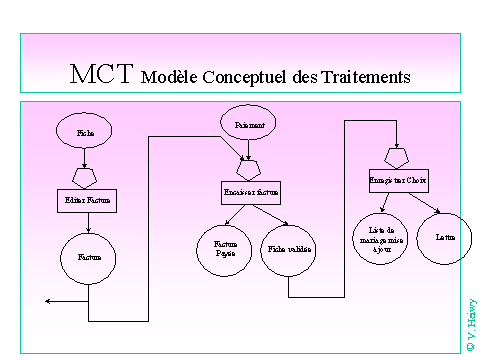 MCT Modèle Conceptuel des Traitements
Fiche
Paiement
Editer Facture
Encaisser facture
Enregistrer Choix
Facture
Facture
Payée
Fiche validée
Liste de
mariage mise
à jour
Lettre
© V. Heiwy